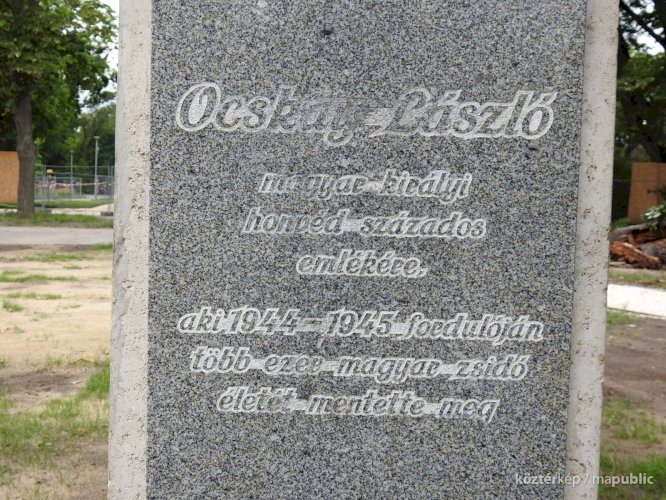 Ocskay László
magyar királyi
honvéd százados
emlékére,
aki 1944-1945 fordulóján
több ezer magyar zsidó
életét mentette meg
köztérkép / mapublic